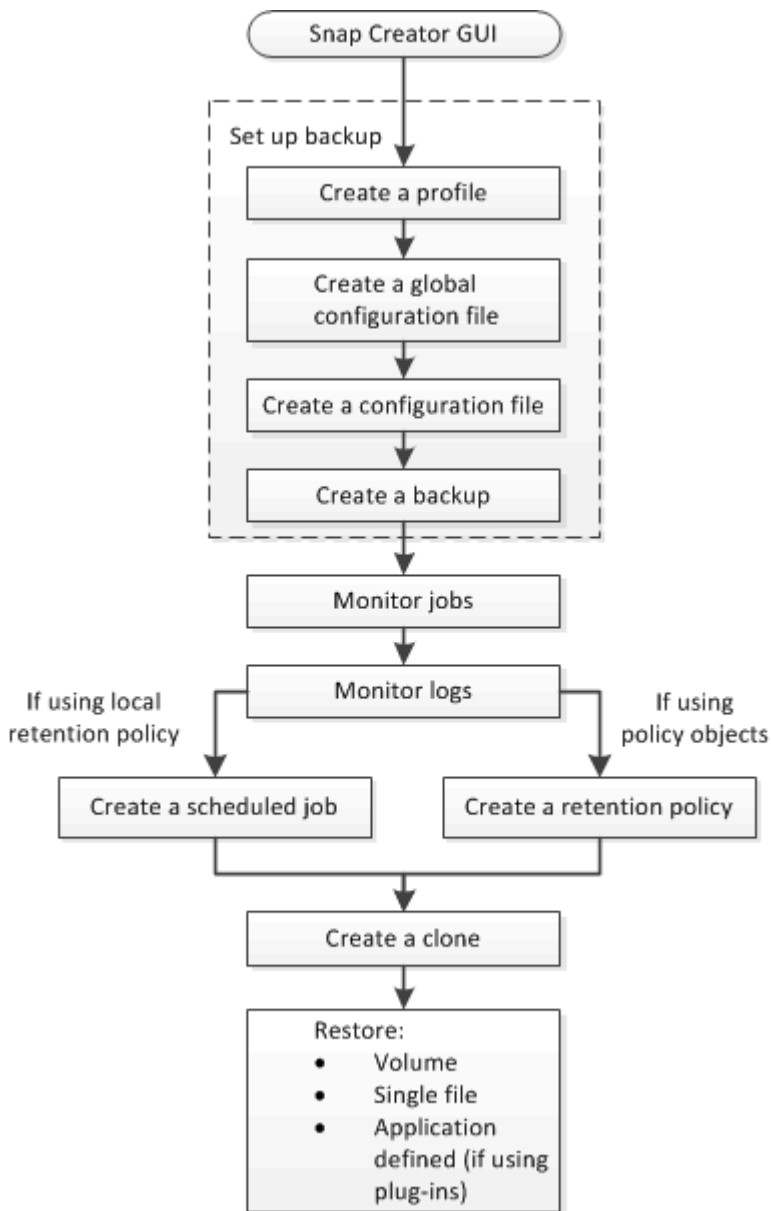 Snap Creator GUI
Set up backup
Create a profile
Create a global
configuration file
Create a configuration file
Create a backup
Monitor jobs
Monitor logs
If using local
retention policy
If using
policy objects
Create a scheduled job
Create a retention policy
Create a clone
Restore:
• Volume
• Single file
• Application
defined (if using
plug-ins)